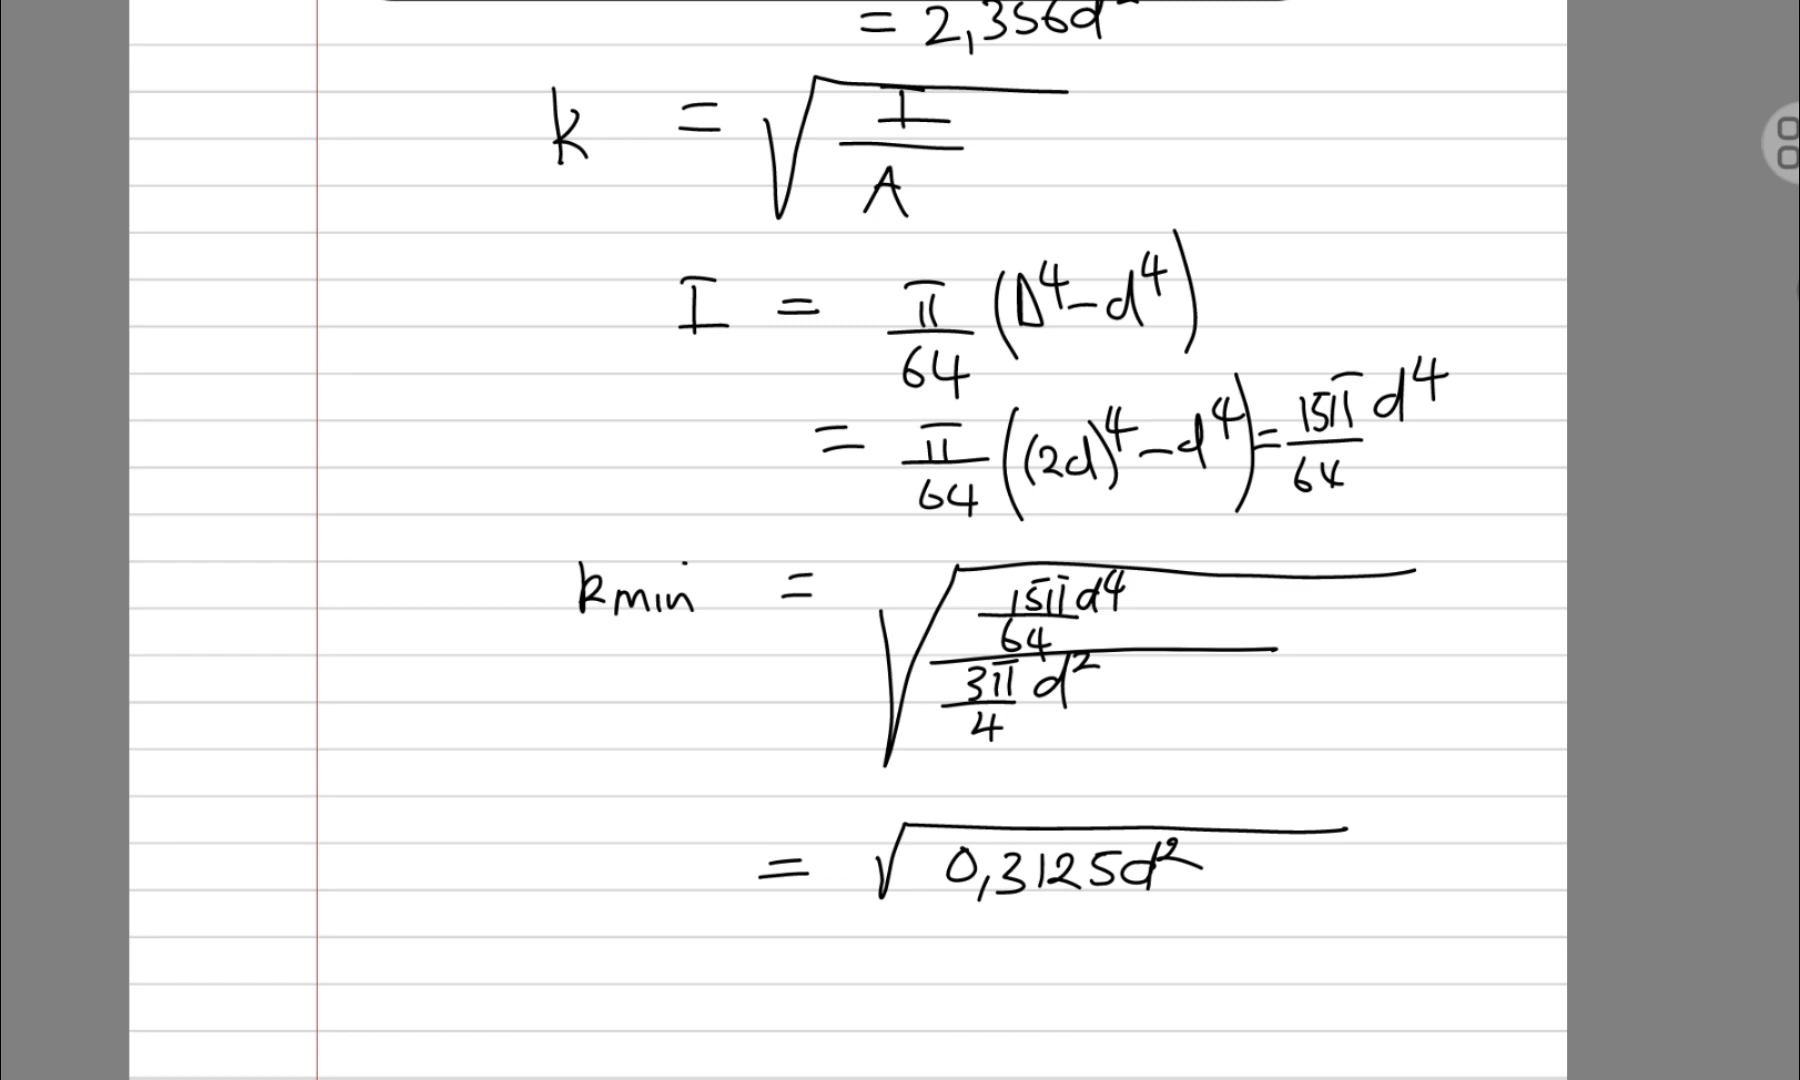 = 2,356d²
k = √(I/A)
I = π/64 (D⁴-d⁴)
= π/64 ((2d)⁴-d⁴) = 15π/64 d⁴
kmin = √((15π/64 d⁴)/(3π/4 d²))
= √(0,3125d²)